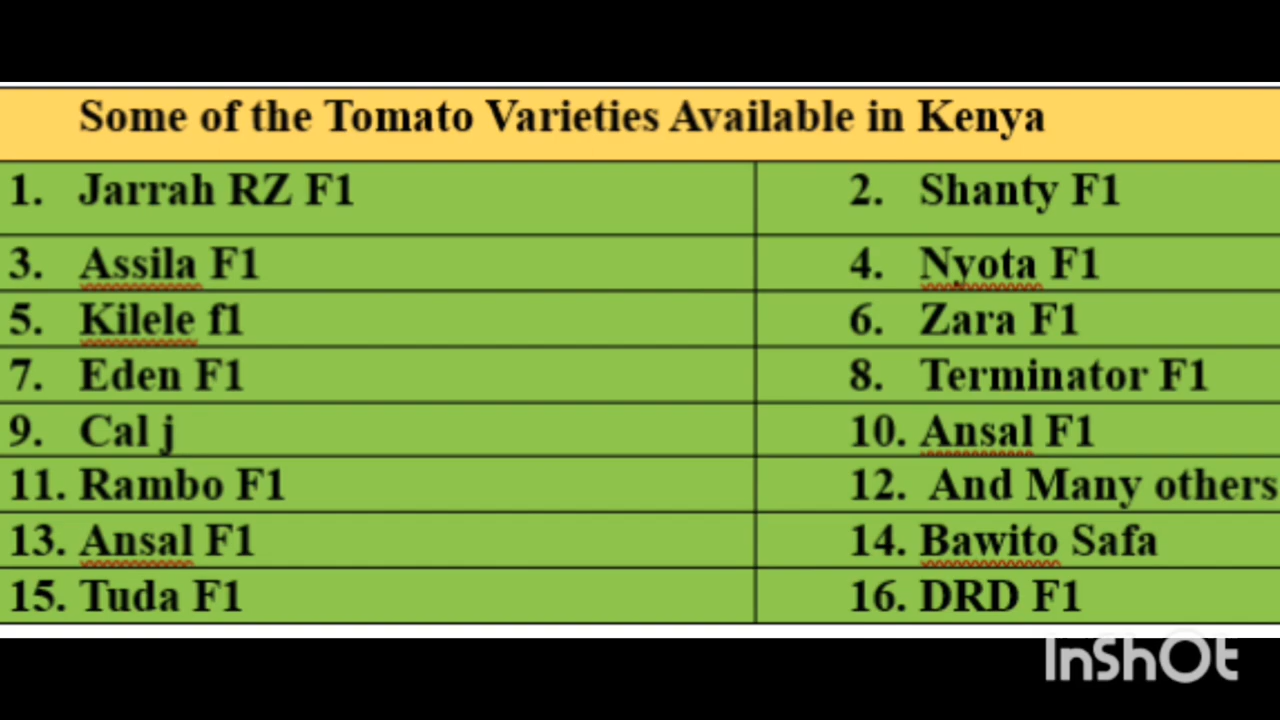 Some of the Tomato Varieties Available in Kenya
1. Jarrah RZ F1
2. Shanty F1
3. Assila F1
4. Nyota F1
5. Kilele f1
6. Zara F1
7. Eden F1
8. Terminator F1
9. Cal j
10. Ansal F1
11. Rambo F1
12. And Many others
13. Ansal F1
14. Bawito Safa
15. Tuda F1
16. DRD F1
InShOt